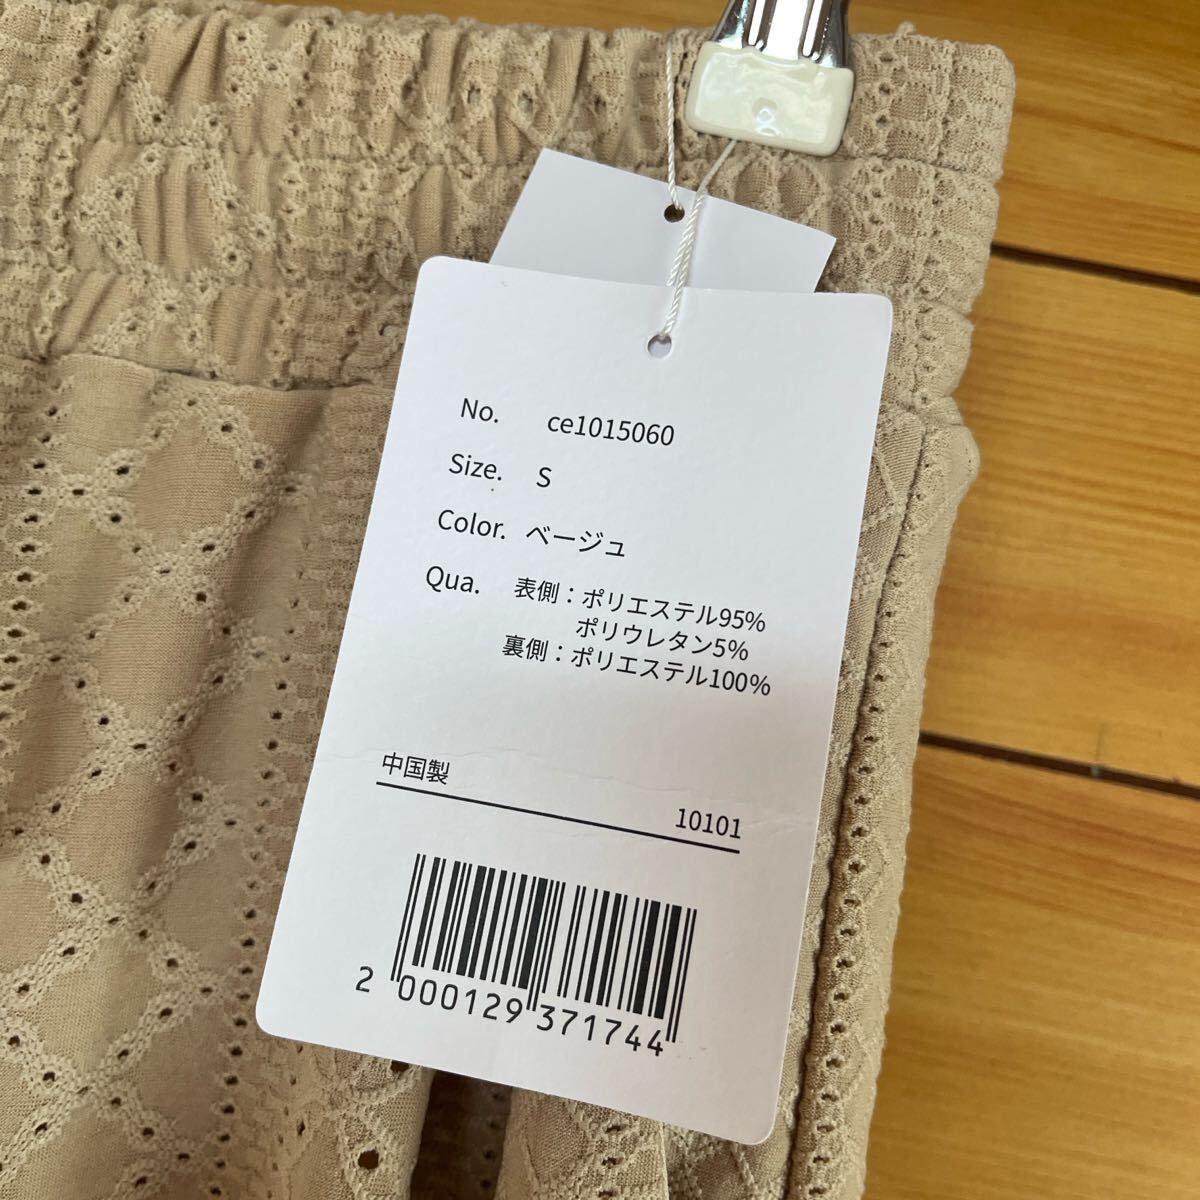 No. ce1015060
Size. S
Color. ベージュ
Qua. 表側：ポリエステル95%
ポリウレタン5%
裏側：ポリエステル100%
中国製
10101
2 000129 371744